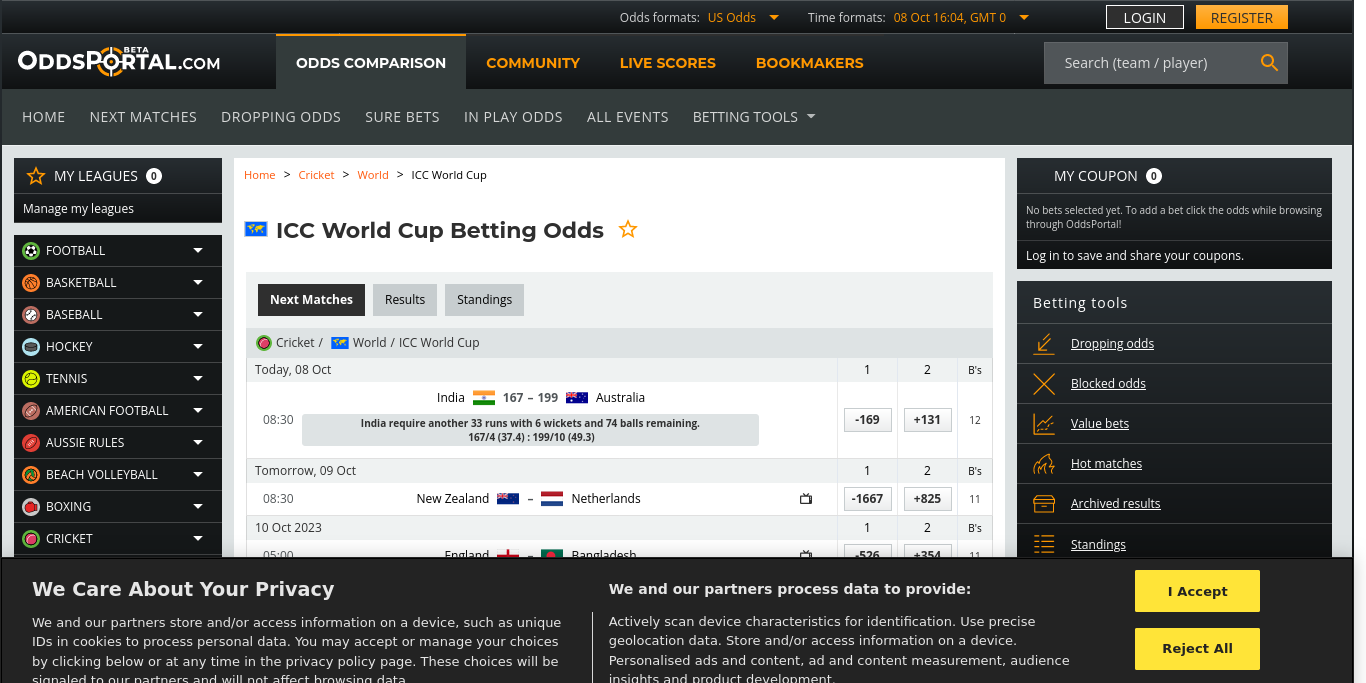 Odds formats: US Odds Time formats: 08 Oct 16:04, GMT 0 LOGIN REGISTER
ODDSPORTAL.COM BETA
ODDS COMPARISON COMMUNITY LIVE SCORES BOOKMAKERS
Search (team / player)
HOME NEXT MATCHES DROPPING ODDS SURE BETS IN PLAY ODDS ALL EVENTS BETTING TOOLS
MY LEAGUES 0
Manage my leagues
FOOTBALL
BASKETBALL
BASEBALL
HOCKEY
TENNIS
AMERICAN FOOTBALL
AUSSIE RULES
BEACH VOLLEYBALL
BOXING
CRICKET
Home > Cricket > World > ICC World Cup
ICC World Cup Betting Odds
Next Matches Results Standings
Cricket / World / ICC World Cup
Today, 08 Oct 1 2 B's
India 167 – 199 Australia
08:30 -169 +131 12
India require another 33 runs with 6 wickets and 74 balls remaining.
167/4 (37.4) : 199/10 (49.3)
Tomorrow, 09 Oct 1 2 B's
08:30 New Zealand – Netherlands -1667 +825 11
10 Oct 2023 1 2 B's
05:00 England – Bangladesh -526 +354 11
MY COUPON 0
No bets selected yet. To add a bet click the odds while browsing
through OddsPortal!
Log in to save and share your coupons.
Betting tools
Dropping odds
Blocked odds
Value bets
Hot matches
Archived results
Standings
We Care About Your Privacy
We and our partners store and/or access information on a device, such as unique
IDs in cookies to process personal data. You may accept or manage your choices
by clicking below or at any time in the privacy policy page. These choices will be
signaled to our partners and will not affect browsing data.
We and our partners process data to provide:
Actively scan device characteristics for identification. Use precise
geolocation data. Store and/or access information on a device.
Personalised ads and content, ad and content measurement, audience
insights and product development.
I Accept
Reject All